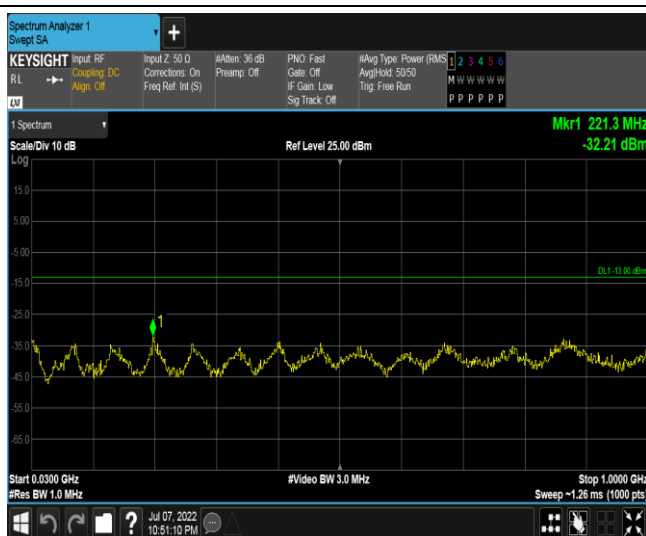 Spectrum Analyzer 1
Swept SA
+
KEYSIGHT Input: RF Input Z: 50 Ω #Atten: 36 dB PNO: Fast #Avg Type: Power (RMS 1 2 3 4 5 6
RL Coupling: DC Corrections: On Preamp: Off Gate: Off Avg|Hold: 50/50 M W W W W W
Align: Off Freq Ref: Int (S) IF Gain: Low Trig: Free Run
Sig Track: Off P P P P P P
LXI
1 Spectrum
Mkr1 221.3 MHz
Scale/Div 10 dB Ref Level 25.00 dBm -32.21 dBm
Log
15.0
5.00
-5.00
DL1 -13.00 dBm
-15.0
-25.0
1
-35.0
-45.0
-55.0
-65.0
Start 0.0300 GHz #Video BW 3.0 MHz Stop 1.0000 GHz
#Res BW 1.0 MHz Sweep ~1.26 ms (1000 pts)
? Jul 07, 2022
10:51:10 PM